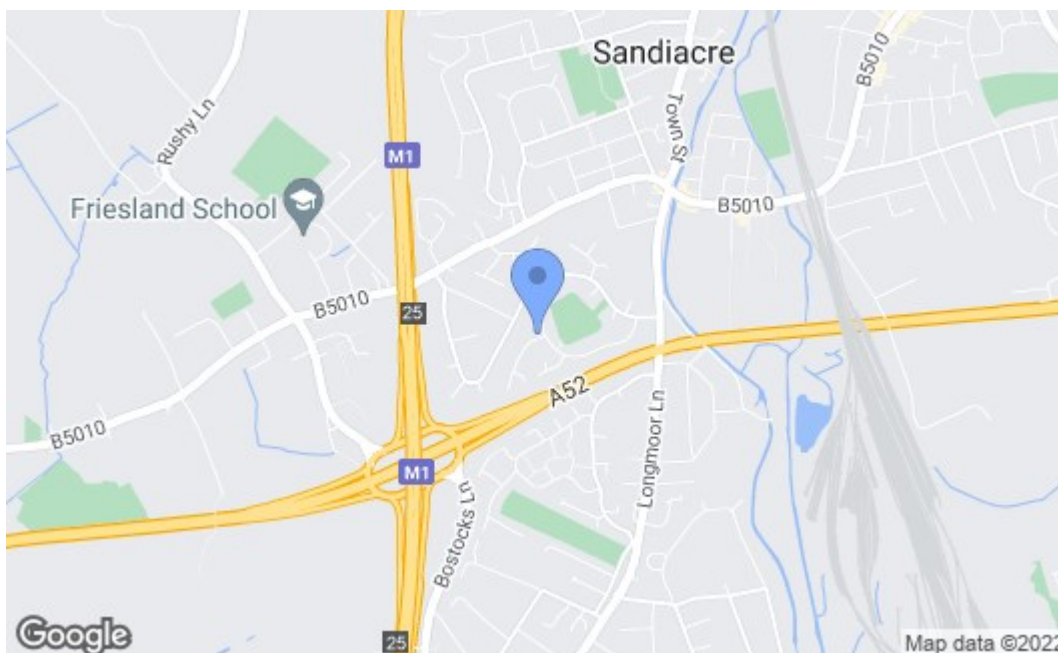 Sandiacre
B5010
Rushy Ln
Town St
M1
Friesland School
B5010
B5010
25
A52
B5010
Longmoor Ln
M1
Bostocks Ln
25
Google
Map data ©2022